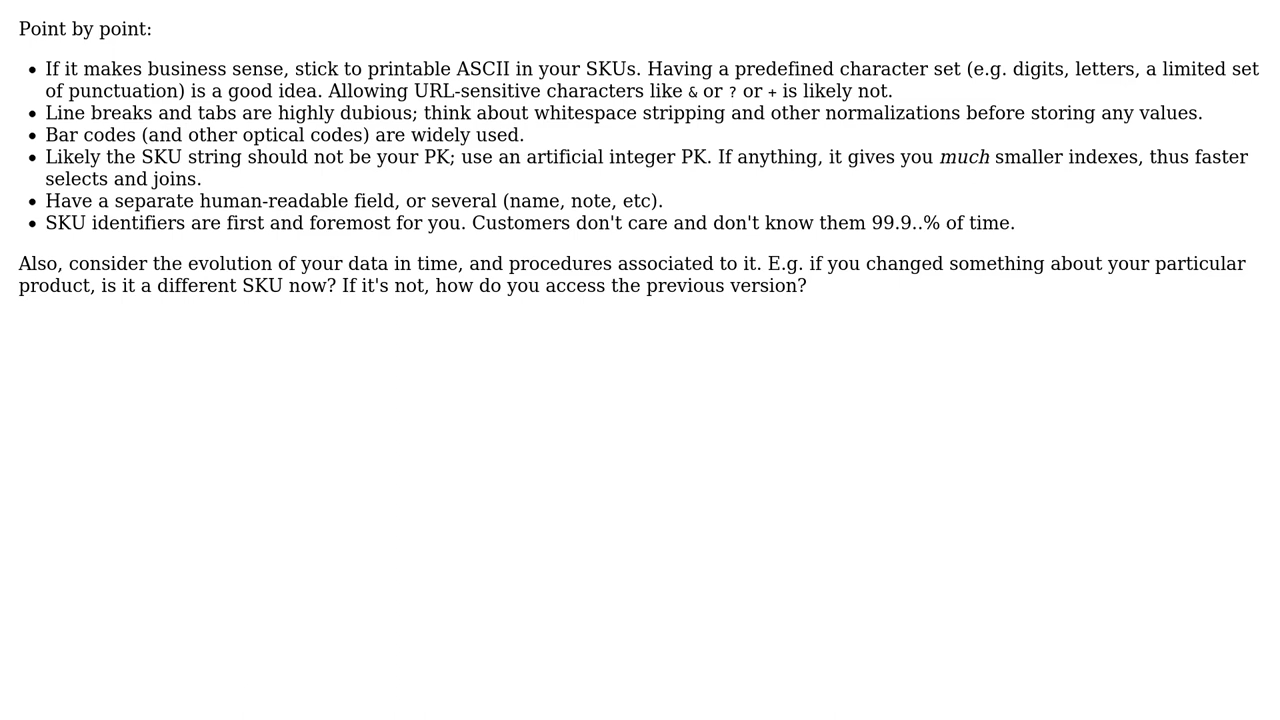 Point by point:
• If it makes business sense, stick to printable ASCII in your SKUs. Having a predefined character set (e.g. digits, letters, a limited set
of punctuation) is a good idea. Allowing URL-sensitive characters like & or ? or + is likely not.
• Line breaks and tabs are highly dubious; think about whitespace stripping and other normalizations before storing any values.
• Bar codes (and other optical codes) are widely used.
• Likely the SKU string should not be your PK; use an artificial integer PK. If anything, it gives you much smaller indexes, thus faster
selects and joins.
• Have a separate human-readable field, or several (name, note, etc).
• SKU identifiers are first and foremost for you. Customers don't care and don't know them 99.9..% of time.
Also, consider the evolution of your data in time, and procedures associated to it. E.g. if you changed something about your particular
product, is it a different SKU now? If it's not, how do you access the previous version?